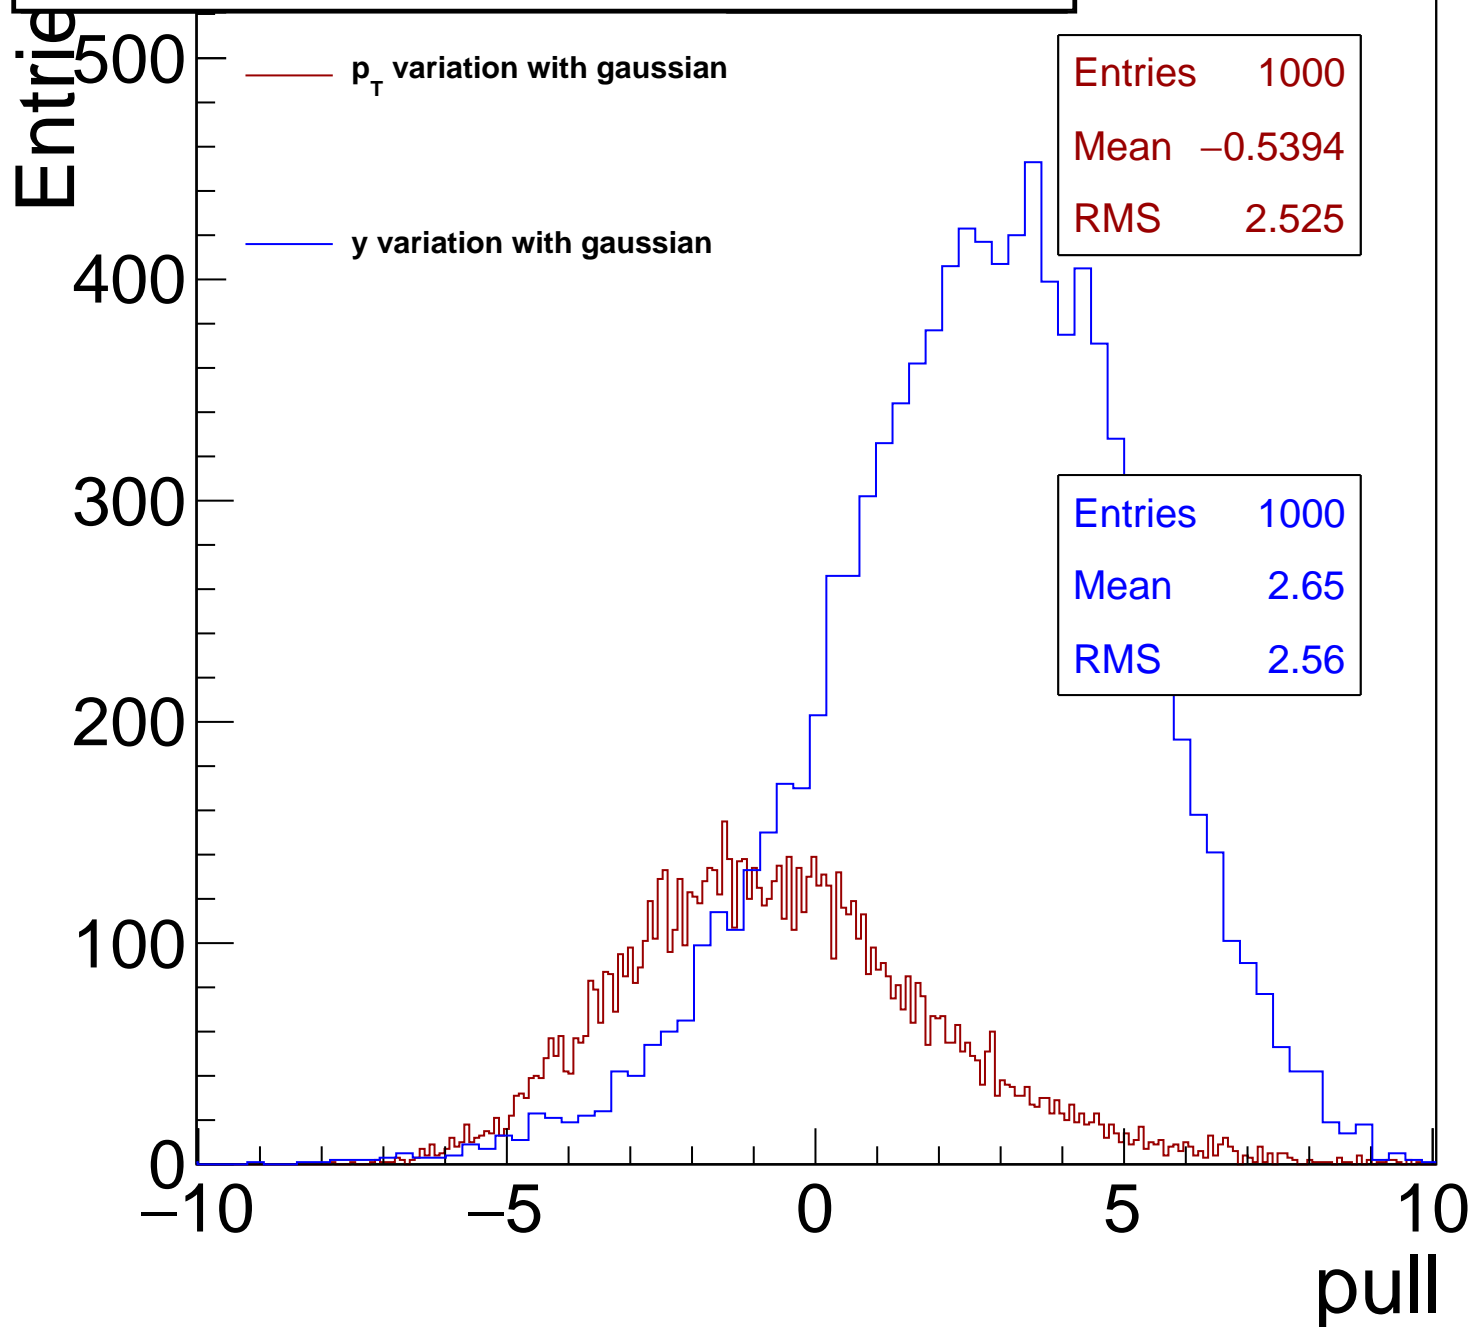 Entrie
500
400
300
200
100
0
p_T variation with gaussian
y variation with gaussian
Entries 1000
Mean −0.5394
RMS 2.525
Entries 1000
Mean 2.65
RMS 2.56
−10 −5 0 5 10
pull